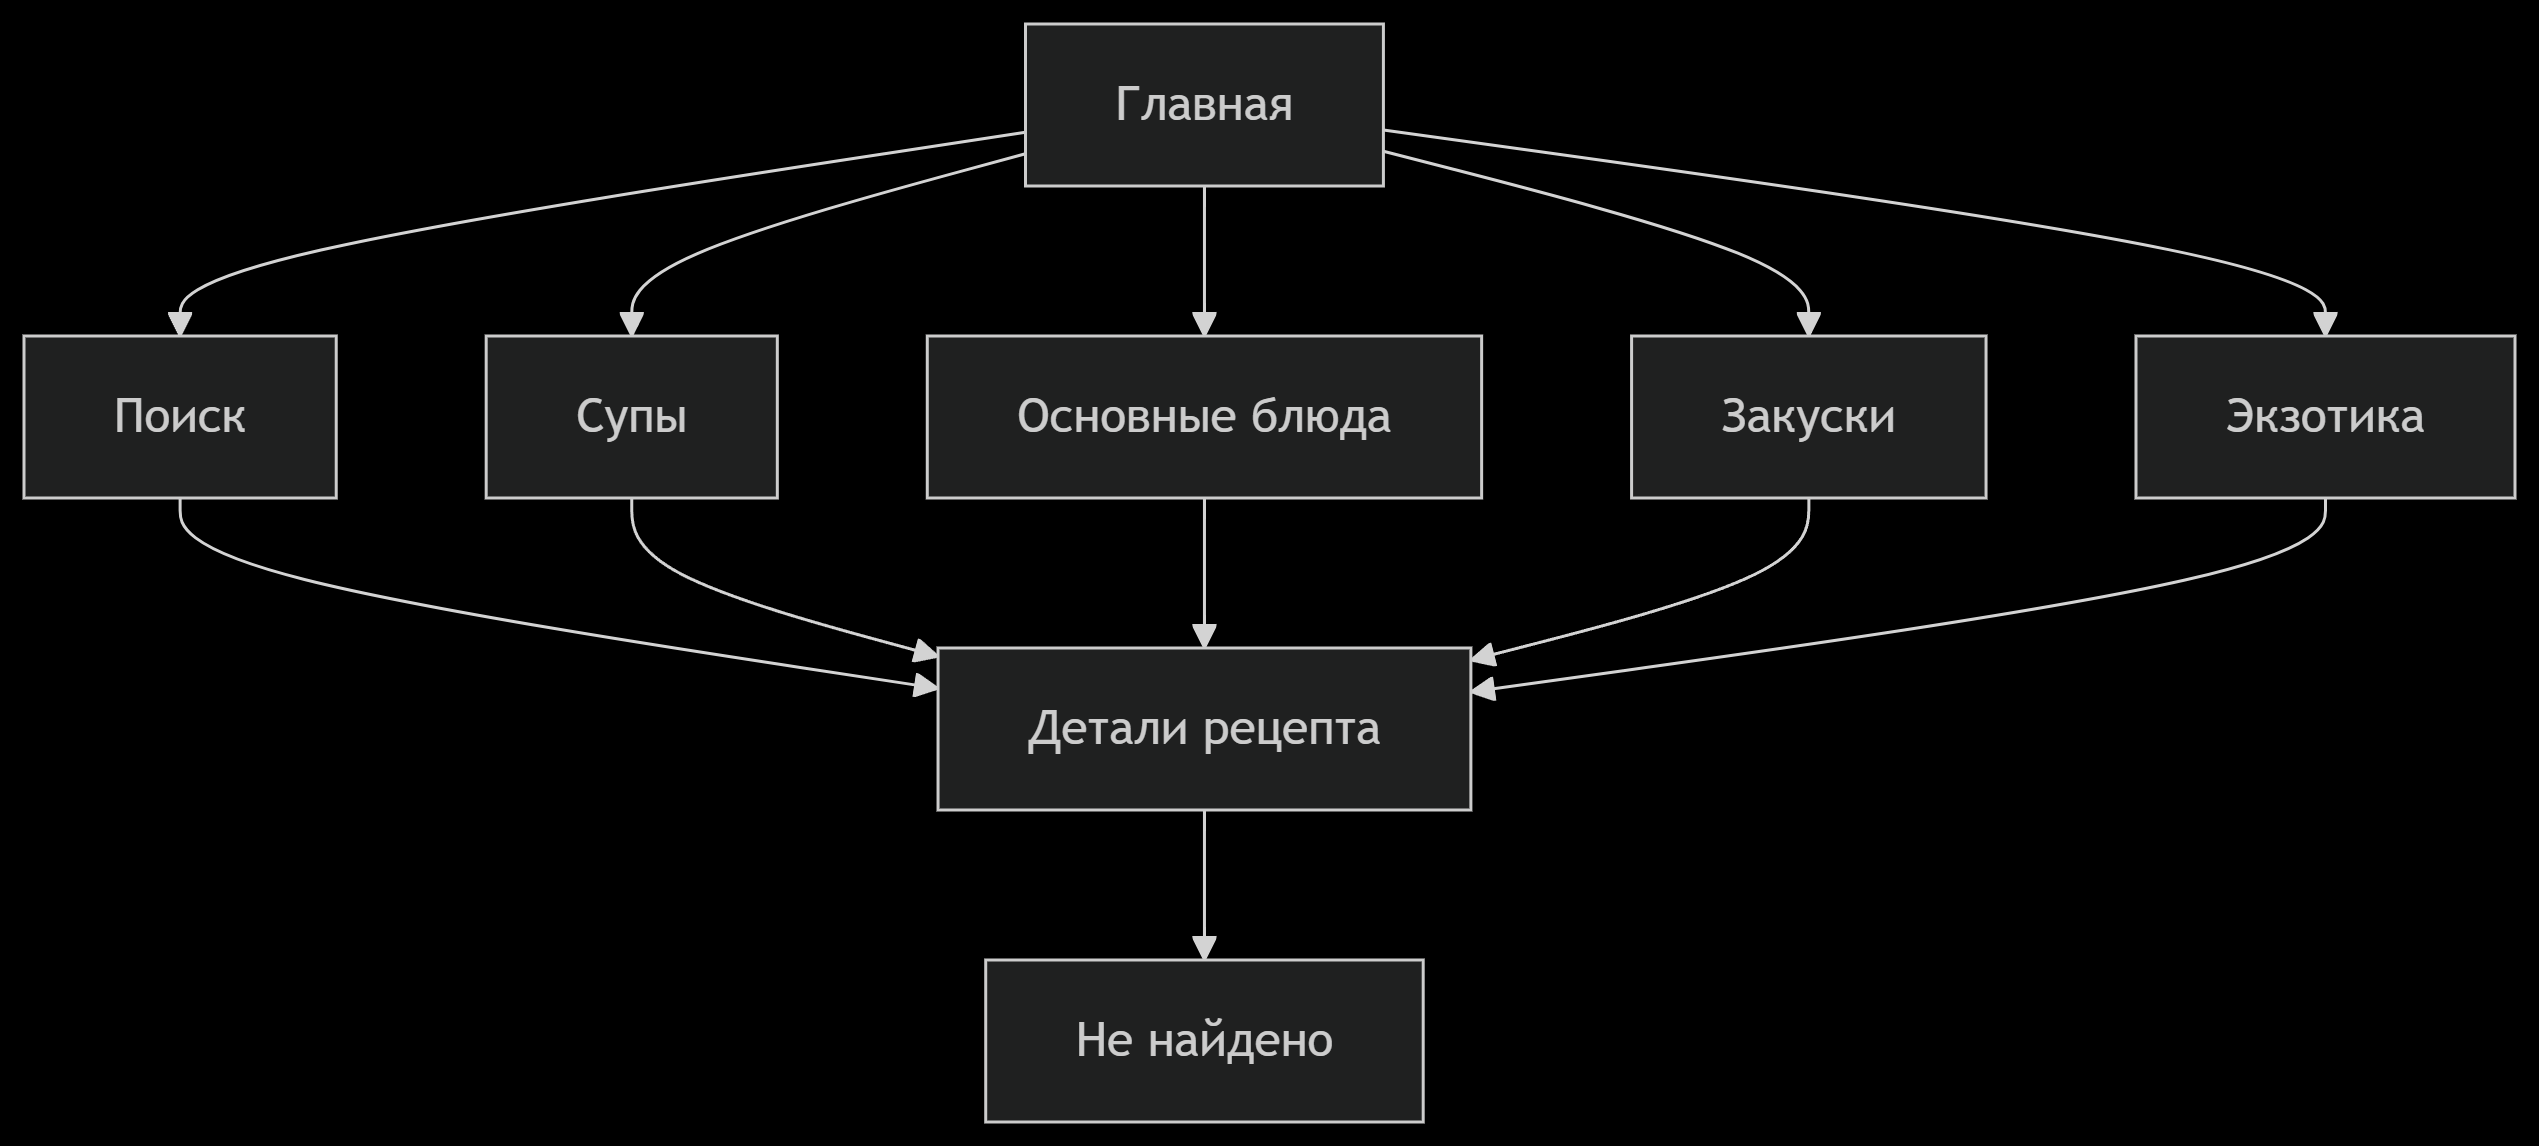 Главная
Поиск
Супы
Основные блюда
Закуски
Экзотика
Детали рецепта
Не найдено